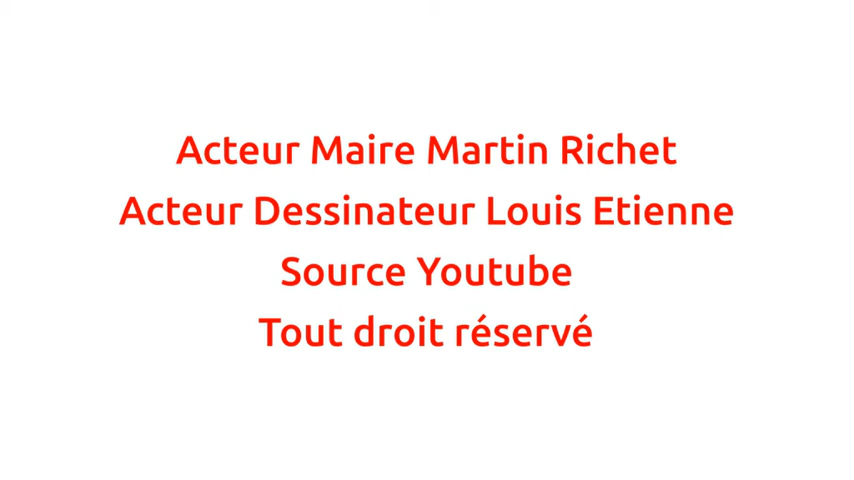 Acteur Maire Martin Richet
Acteur Dessinateur Louis Etienne
Source Youtube
Tout droit réservé